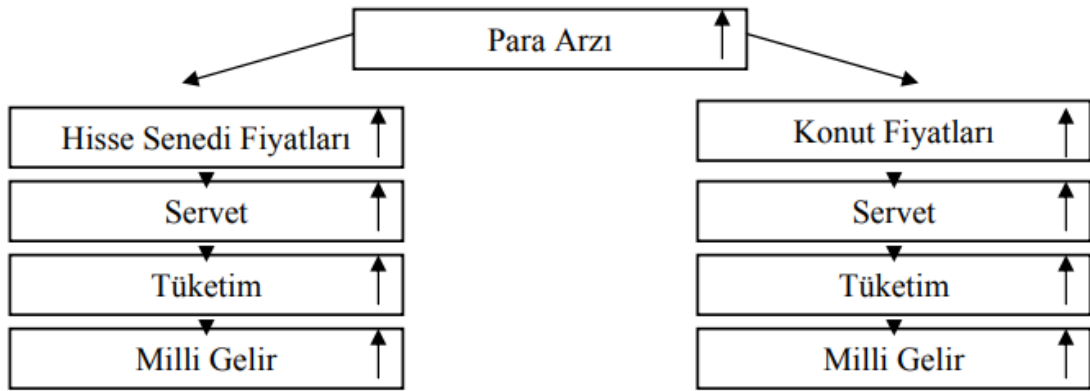 Para Arzı
Hisse Senedi Fiyatları
Servet
Tüketim
Milli Gelir
Konut Fiyatları
Servet
Tüketim
Milli Gelir